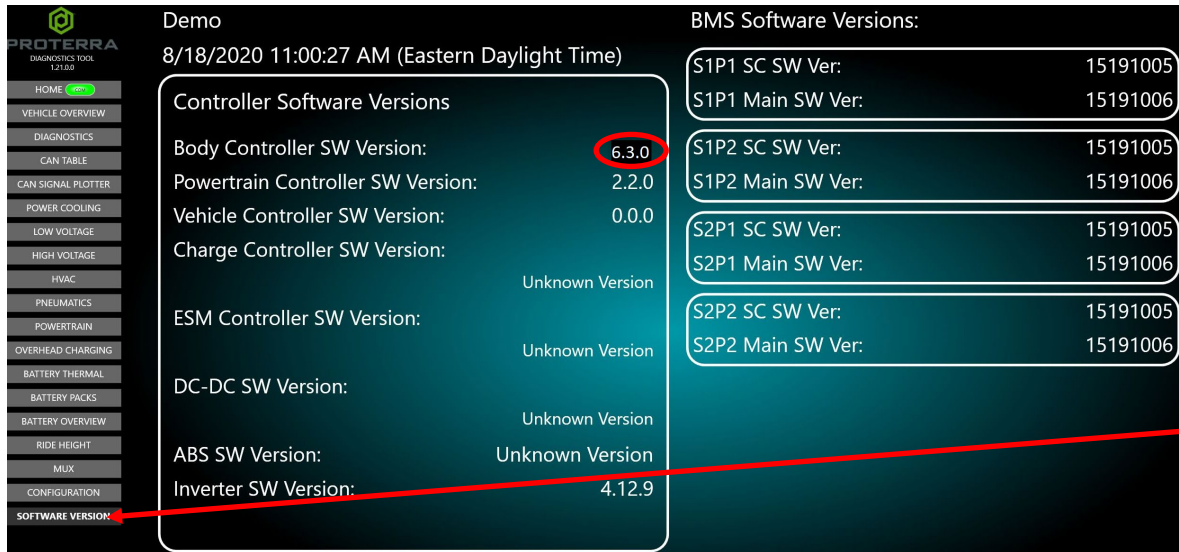 PROTERRA
DIAGNOSTICS TOOL
1.21.0.0
HOME
VEHICLE OVERVIEW
DIAGNOSTICS
CAN TABLE
CAN SIGNAL PLOTTER
POWER COOLING
LOW VOLTAGE
HIGH VOLTAGE
HVAC
PNEUMATICS
POWERTRAIN
OVERHEAD CHARGING
BATTERY THERMAL
BATTERY PACKS
BATTERY OVERVIEW
RIDE HEIGHT
MUX
CONFIGURATION
SOFTWARE VERSION
Demo
8/18/2020 11:00:27 AM (Eastern Daylight Time)
Controller Software Versions
Body Controller SW Version: 6.3.0
Powertrain Controller SW Version: 2.2.0
Vehicle Controller SW Version: 0.0.0
Charge Controller SW Version:
Unknown Version
ESM Controller SW Version:
Unknown Version
DC-DC SW Version:
Unknown Version
ABS SW Version: Unknown Version
Inverter SW Version: 4.12.9
BMS Software Versions:
S1P1 SC SW Ver: 15191005
S1P1 Main SW Ver: 15191006
S1P2 SC SW Ver: 15191005
S1P2 Main SW Ver: 15191006
S2P1 SC SW Ver: 15191005
S2P1 Main SW Ver: 15191006
S2P2 SC SW Ver: 15191005
S2P2 Main SW Ver: 15191006